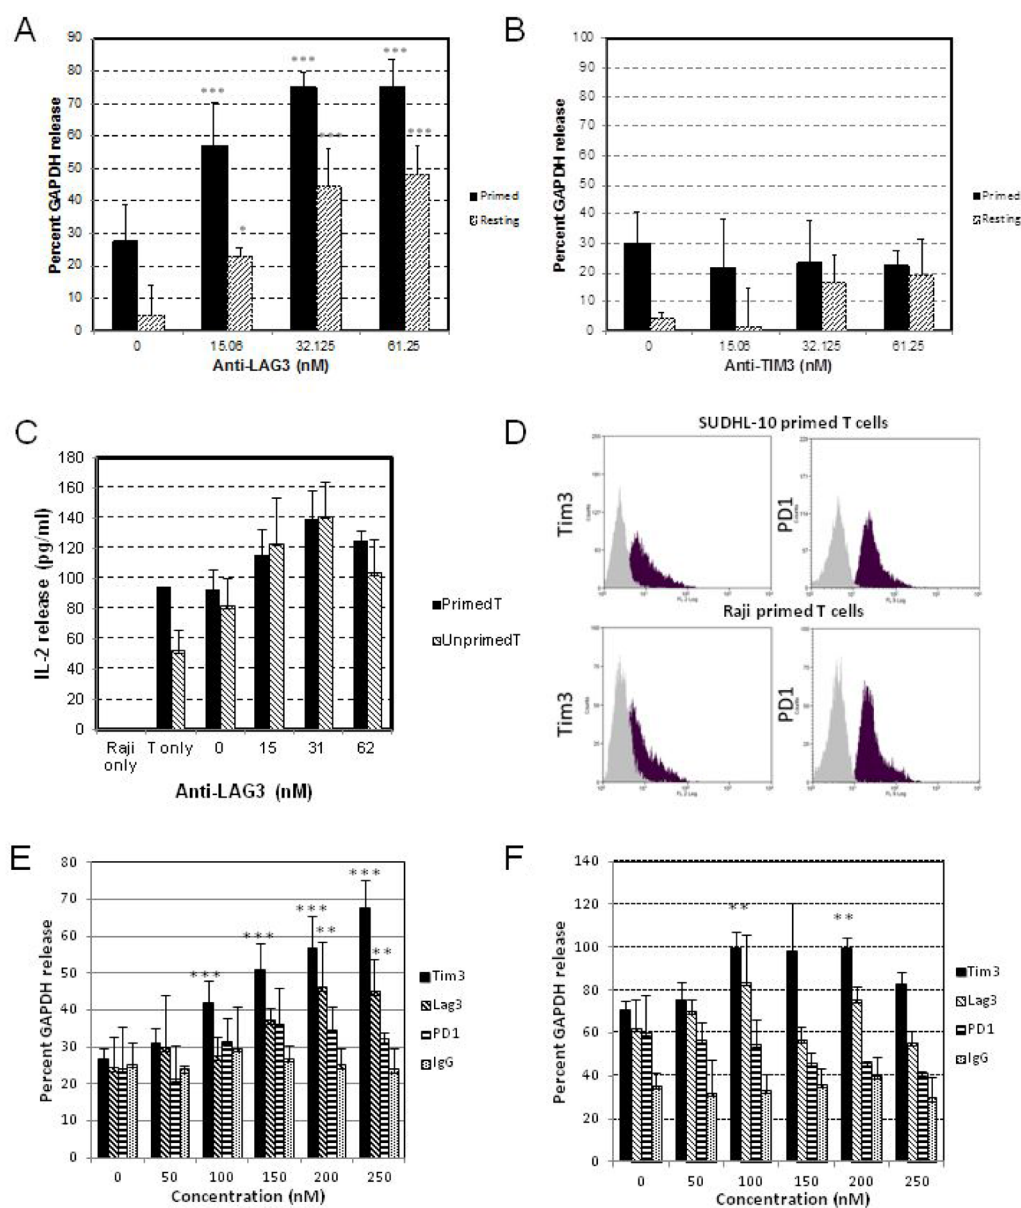 A
90
80
70
60
50
40
30
20
10
0
Percent GAPDH release
***
***
***
***
***
*
Primed
Resting
0 15.06 32.125 61.25
Anti-LAG3 (nM)
B
100
90
80
70
60
50
40
30
20
10
0
Percent GAPDH release
Primed
Resting
0 15.06 32.125 61.25
Anti-TIM3 (nM)
C
180
160
140
120
100
80
60
40
20
0
IL-2 release (pg/ml)
PrimedT
UnprimedT
Raji only T only 0 15 31 62
Anti-LAG3 (nM)
D
SUDHL-10 primed T cells
Tim3
Counts
PD1
Counts
Raji primed T cells
Tim3
Counts
PD1
Counts
E
80
70
60
50
40
30
20
10
0
Percent GAPDH release
***
***
***
***
**
**
Tim3
Lag3
PD1
IgG
0 50 100 150 200 250
Concentration (nM)
F
140
120
100
80
60
40
20
0
Percent GAPDH release
** **
Tim3
Lag3
PD1
IgG
0 50 100 150 200 250
Concentration (nM)